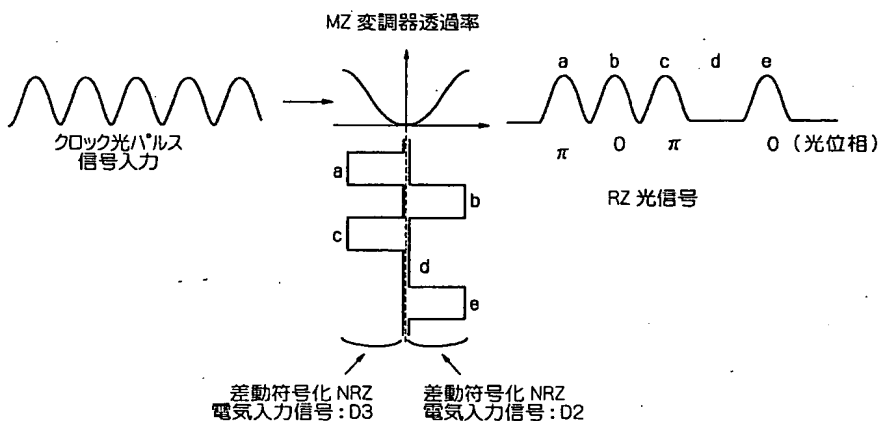 MZ 変調器透過率
a b c d e
クロック光パルス
信号入力
π 0 π 0 (光位相)
RZ 光信号
a
b
c
d
e
差動符号化 NRZ
電気入力信号:D3
差動符号化 NRZ
電気入力信号:D2